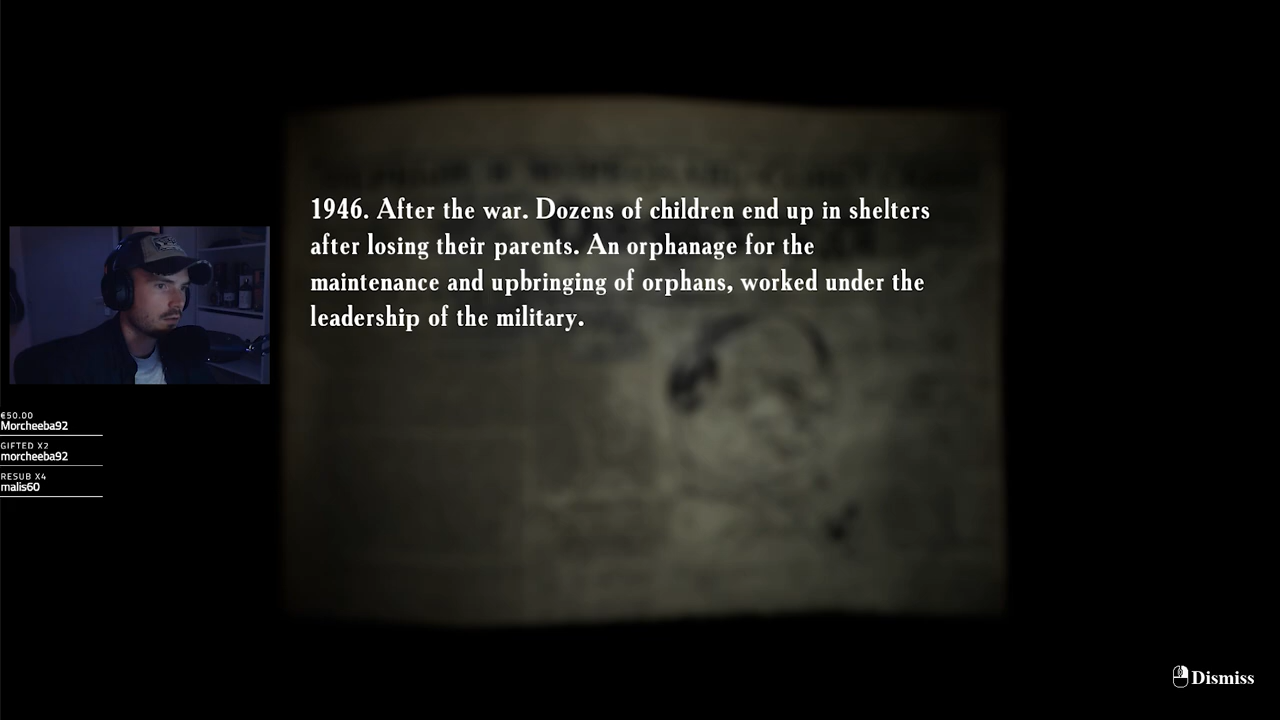 1946. After the war. Dozens of children end up in shelters
after losing their parents. An orphanage for the
maintenance and upbringing of orphans, worked under the
leadership of the military.
€50.00
Morcheeba92
GIFTED X2
morcheeba92
RESUB X4
malis60
Dismiss